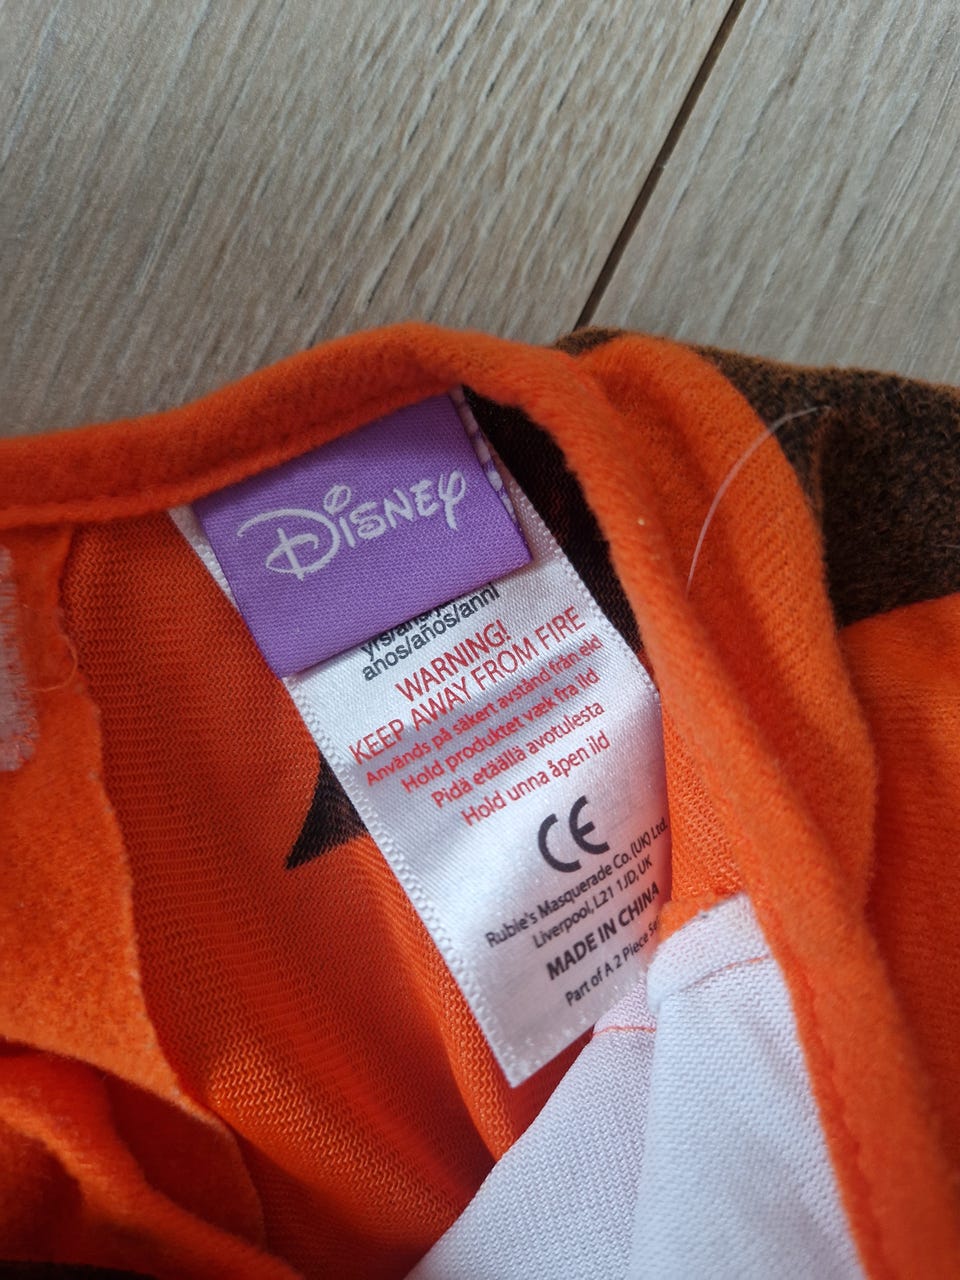 Disney
anos/años/anni
WARNING!
KEEP AWAY FROM FIRE
Används på säkert avstånd från eld
Hold produktet væk fra ild
Pidä etäällä avotulesta
Hold unna åpen ild
CE
Rubie's Masquerade Co. (UK) Ltd.
Liverpool, L21 1JD, UK
MADE IN CHINA
Part of A 2 Piece